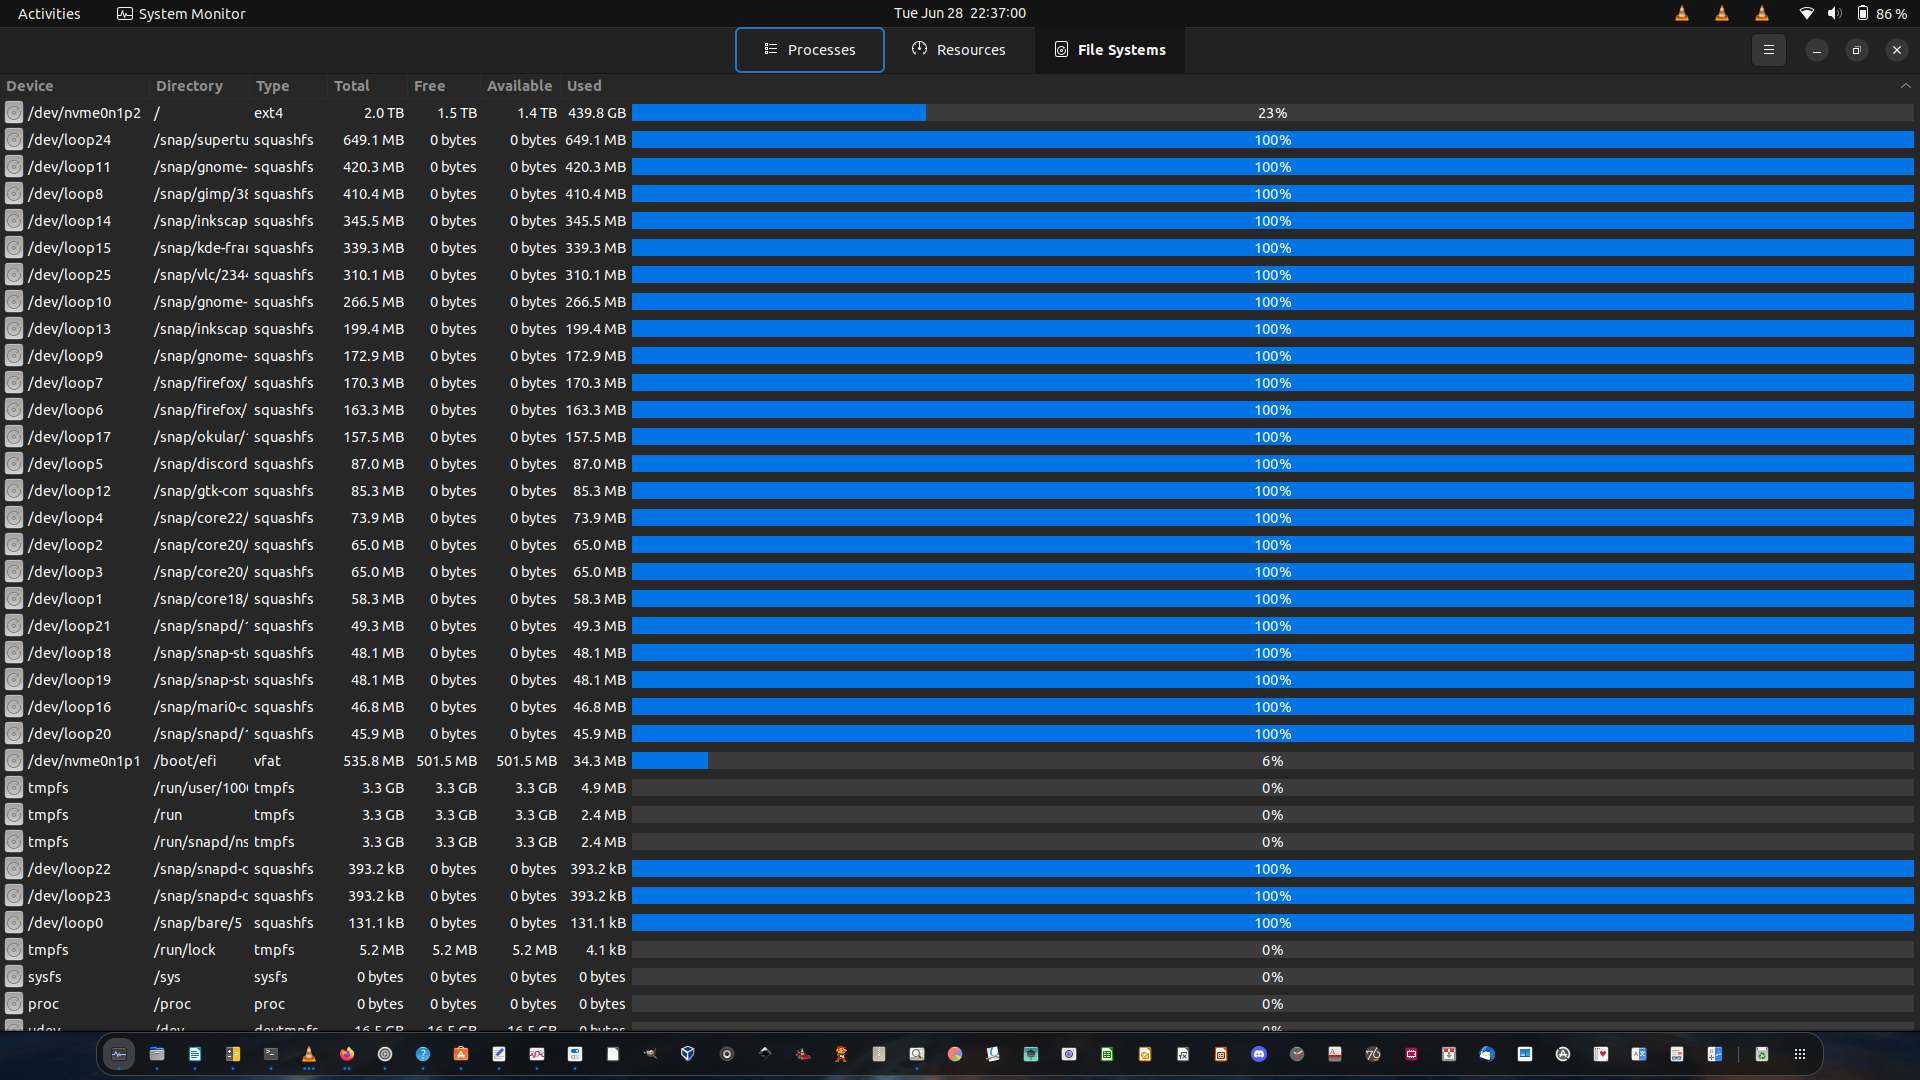 Activities System Monitor Tue Jun 28 22:37:00 86 %
Processes Resources File Systems
Device Directory Type Total Free Available Used
/dev/nvme0n1p2 / ext4 2.0 TB 1.5 TB 1.4 TB 439.8 GB 23%
/dev/loop24 /snap/supertu squashfs 649.1 MB 0 bytes 0 bytes 649.1 MB 100%
/dev/loop11 /snap/gnome- squashfs 420.3 MB 0 bytes 0 bytes 420.3 MB 100%
/dev/loop8 /snap/gimp/38 squashfs 410.4 MB 0 bytes 0 bytes 410.4 MB 100%
/dev/loop14 /snap/inkscap squashfs 345.5 MB 0 bytes 0 bytes 345.5 MB 100%
/dev/loop15 /snap/kde-fra squashfs 339.3 MB 0 bytes 0 bytes 339.3 MB 100%
/dev/loop25 /snap/vlc/2344 squashfs 310.1 MB 0 bytes 0 bytes 310.1 MB 100%
/dev/loop10 /snap/gnome- squashfs 266.5 MB 0 bytes 0 bytes 266.5 MB 100%
/dev/loop13 /snap/inkscap squashfs 199.4 MB 0 bytes 0 bytes 199.4 MB 100%
/dev/loop9 /snap/gnome- squashfs 172.9 MB 0 bytes 0 bytes 172.9 MB 100%
/dev/loop7 /snap/firefox/ squashfs 170.3 MB 0 bytes 0 bytes 170.3 MB 100%
/dev/loop6 /snap/firefox/ squashfs 163.3 MB 0 bytes 0 bytes 163.3 MB 100%
/dev/loop17 /snap/okular/1 squashfs 157.5 MB 0 bytes 0 bytes 157.5 MB 100%
/dev/loop5 /snap/discord squashfs 87.0 MB 0 bytes 0 bytes 87.0 MB 100%
/dev/loop12 /snap/gtk-com squashfs 85.3 MB 0 bytes 0 bytes 85.3 MB 100%
/dev/loop4 /snap/core22/ squashfs 73.9 MB 0 bytes 0 bytes 73.9 MB 100%
/dev/loop2 /snap/core20/ squashfs 65.0 MB 0 bytes 0 bytes 65.0 MB 100%
/dev/loop3 /snap/core20/ squashfs 65.0 MB 0 bytes 0 bytes 65.0 MB 100%
/dev/loop1 /snap/core18/ squashfs 58.3 MB 0 bytes 0 bytes 58.3 MB 100%
/dev/loop21 /snap/snapd/1 squashfs 49.3 MB 0 bytes 0 bytes 49.3 MB 100%
/dev/loop18 /snap/snap-sto squashfs 48.1 MB 0 bytes 0 bytes 48.1 MB 100%
/dev/loop19 /snap/snap-sto squashfs 48.1 MB 0 bytes 0 bytes 48.1 MB 100%
/dev/loop16 /snap/mari0-c squashfs 46.8 MB 0 bytes 0 bytes 46.8 MB 100%
/dev/loop20 /snap/snapd/1 squashfs 45.9 MB 0 bytes 0 bytes 45.9 MB 100%
/dev/nvme0n1p1 /boot/efi vfat 535.8 MB 501.5 MB 501.5 MB 34.3 MB 6%
tmpfs /run/user/1000 tmpfs 3.3 GB 3.3 GB 3.3 GB 4.9 MB 0%
tmpfs /run tmpfs 3.3 GB 3.3 GB 3.3 GB 2.4 MB 0%
tmpfs /run/snapd/ns tmpfs 3.3 GB 3.3 GB 3.3 GB 2.4 MB 0%
/dev/loop22 /snap/snapd-c squashfs 393.2 kB 0 bytes 0 bytes 393.2 kB 100%
/dev/loop23 /snap/snapd-c squashfs 393.2 kB 0 bytes 0 bytes 393.2 kB 100%
/dev/loop0 /snap/bare/5 squashfs 131.1 kB 0 bytes 0 bytes 131.1 kB 100%
tmpfs /run/lock tmpfs 5.2 MB 5.2 MB 5.2 MB 4.1 kB 0%
sysfs /sys sysfs 0 bytes 0 bytes 0 bytes 0 bytes 0%
proc /proc proc 0 bytes 0 bytes 0 bytes 0 bytes 0%
udev /dev devtmpfs 16.5 GB 16.5 GB 16.5 GB 0 bytes 0%